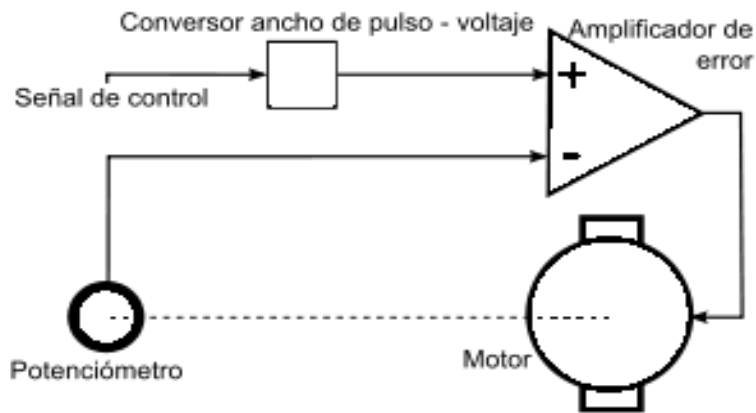 Conversor ancho de pulso - voltaje
Amplificador de
error
Señal de control
+
-
Potenciómetro
Motor